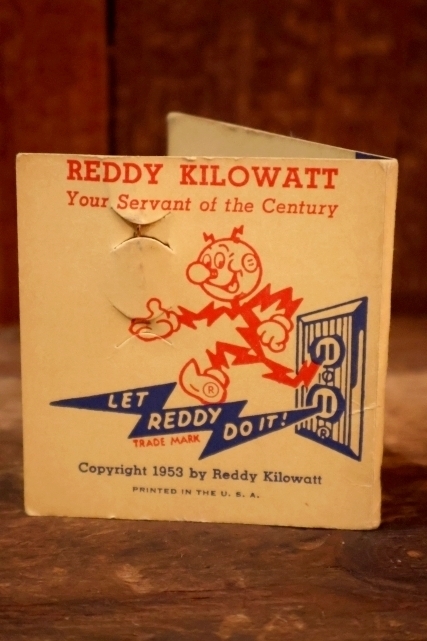 REDDY KILOWATT
Your Servant of the Century
LET
REDDY
DO IT!
®
TRADE MARK
®
Copyright 1953 by Reddy Kilowatt
PRINTED IN THE U. S. A.